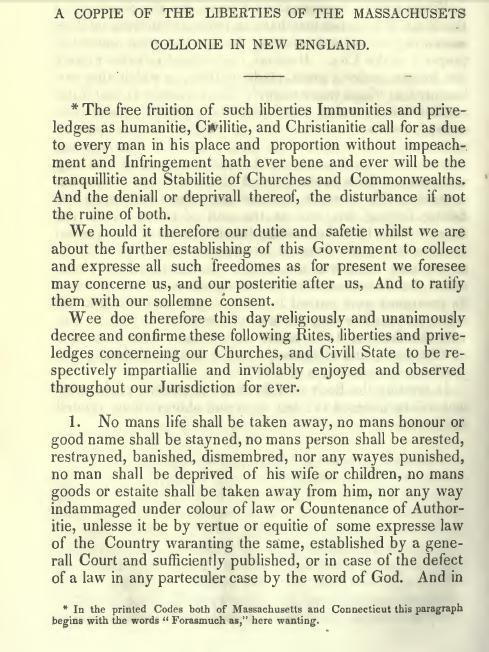 A COPPIE OF THE LIBERTIES OF THE MASSACHUSETS
COLLONIE IN NEW ENGLAND.
* The free fruition of such liberties Immunities and prive-
ledges as humanitie, Civilitie, and Christianitie call for as due
to every man in his place and proportion without impeach-
ment and Infringement hath ever bene and ever will be the
tranquillitie and Stabilitie of Churches and Commonwealths.
And the deniall or deprivall thereof, the disturbance if not
the ruine of both.
We hould it therefore our dutie and safetie whilst we are
about the further establishing of this Government to collect
and expresse all such freedomes as for present we foresee
may concerne us, and our posteritie after us, And to ratify
them with our sollemne consent.
Wee doe therefore this day religiously and unanimously
decree and confirme these following Rites, liberties and prive-
ledges concerneing our Churches, and Civill State to be re-
spectively impartiallie and inviolably enjoyed and observed
throughout our Jurisdiction for ever.
1. No mans life shall be taken away, no mans honour or
good name shall be stayned, no mans person shall be arested,
restrayned, banished, dismembred, nor any wayes punished,
no man shall be deprived of his wife or children, no mans
goods or estaite shall be taken away from him, nor any way
indammaged under colour of law or Countenance of Author-
itie, unlesse it be by vertue or equitie of some expresse law
of the Country waranting the same, established by a gene-
rall Court and sufficiently published, or in case of the defect
of a law in any parteculer case by the word of God. And in
* In the printed Codes both of Massachusetts and Connecticut this paragraph
begins with the words “ Forasmuch as,” here wanting.